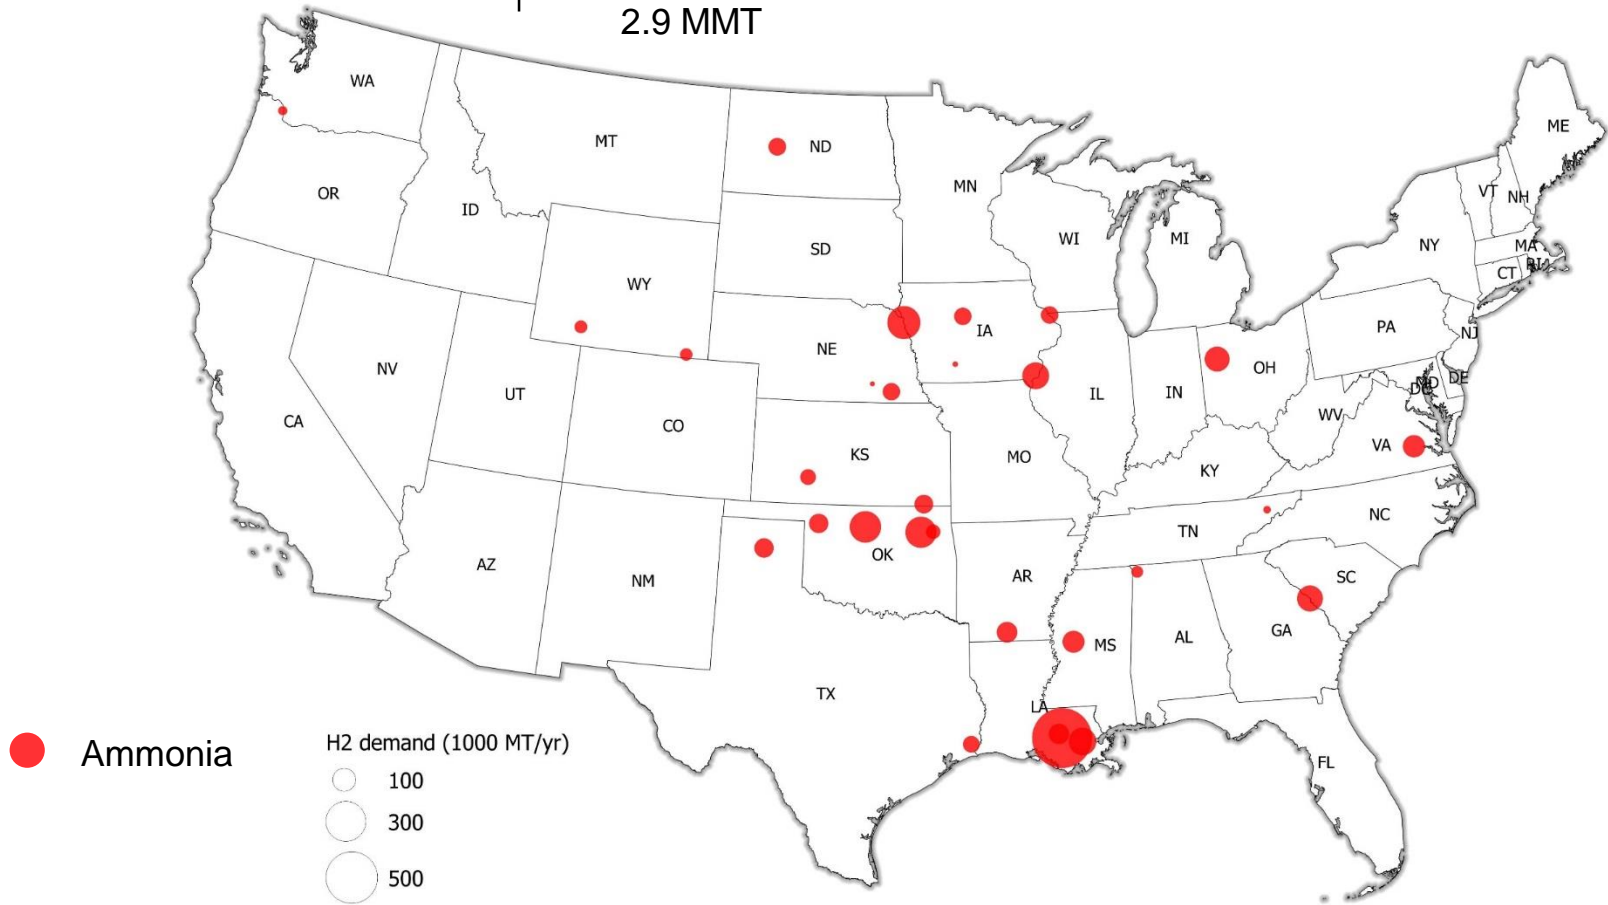 2.9 MMT
WA
MT
ND
ME
OR
ID
MN
VT
NH
SD
WI
MI
NY
MA
RI
CT
WY
IA
PA
NJ
NE
NV
UT
IL
IN
OH
DE
MD
DC
CA
CO
KS
MO
WV
VA
KY
NC
TN
AZ
NM
OK
AR
SC
GA
AL
MS
TX
LA
FL
Ammonia
H2 demand (1000 MT/yr)
100
300
500